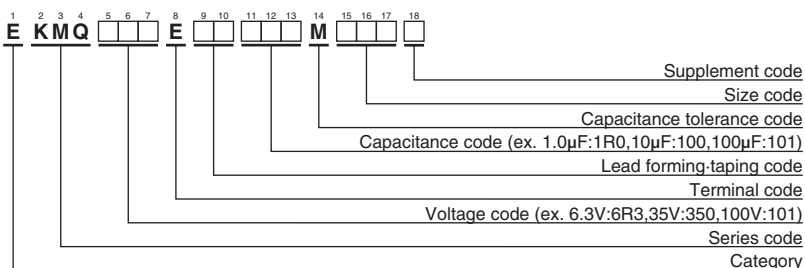 1 2 3 4 5 6 7 8 9 10 11 12 13 14 15 16 17 18
E KMQ E M
Supplement code
Size code
Capacitance tolerance code
Capacitance code (ex. 1.0µF:1R0,10µF:100,100µF:101)
Lead forming·taping code
Terminal code
Voltage code (ex. 6.3V:6R3,35V:350,100V:101)
Series code
Category